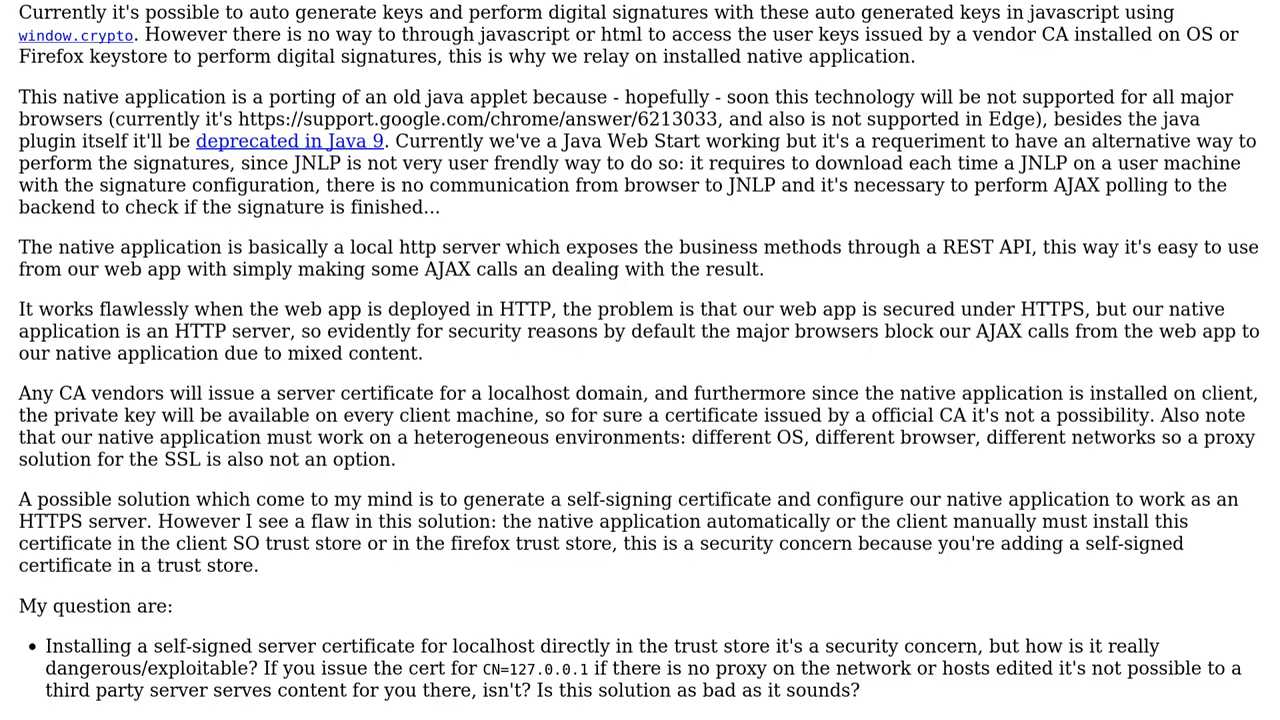 Currently it's possible to auto generate keys and perform digital signatures with these auto generated keys in javascript using
window.crypto. However there is no way to through javascript or html to access the user keys issued by a vendor CA installed on OS or
Firefox keystore to perform digital signatures, this is why we relay on installed native application.
This native application is a porting of an old java applet because - hopefully - soon this technology will be not supported for all major
browsers (currently it's https://support.google.com/chrome/answer/6213033, and also is not supported in Edge), besides the java
plugin itself it'll be deprecated in Java 9. Currently we've a Java Web Start working but it's a requeriment to have an alternative way to
perform the signatures, since JNLP is not very user frendly way to do so: it requires to download each time a JNLP on a user machine
with the signature configuration, there is no communication from browser to JNLP and it's necessary to perform AJAX polling to the
backend to check if the signature is finished...
The native application is basically a local http server which exposes the business methods through a REST API, this way it's easy to use
from our web app with simply making some AJAX calls an dealing with the result.
It works flawlessly when the web app is deployed in HTTP, the problem is that our web app is secured under HTTPS, but our native
application is an HTTP server, so evidently for security reasons by default the major browsers block our AJAX calls from the web app to
our native application due to mixed content.
Any CA vendors will issue a server certificate for a localhost domain, and furthermore since the native application is installed on client,
the private key will be available on every client machine, so for sure a certificate issued by a official CA it's not a possibility. Also note
that our native application must work on a heterogeneous environments: different OS, different browser, different networks so a proxy
solution for the SSL is also not an option.
A possible solution which come to my mind is to generate a self-signing certificate and configure our native application to work as an
HTTPS server. However I see a flaw in this solution: the native application automatically or the client manually must install this
certificate in the client SO trust store or in the firefox trust store, this is a security concern because you're adding a self-signed
certificate in a trust store.
My question are:
• Installing a self-signed server certificate for localhost directly in the trust store it's a security concern, but how is it really
dangerous/exploitable? If you issue the cert for CN=127.0.0.1 if there is no proxy on the network or hosts edited it's not possible to a
third party server serves content for you there, isn't? Is this solution as bad as it sounds?